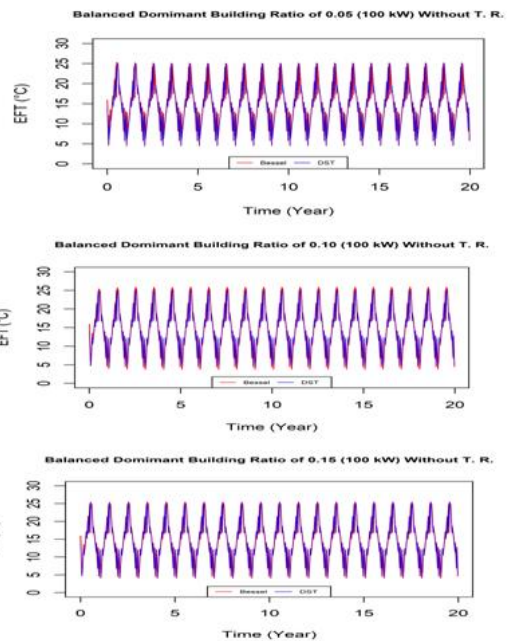 Balanced Domimant Building Ratio of 0.05 (100 kW) Without T. R.
EFT (°C)
30
25
20
15
10
5
0
Bessel DST
0 5 10 15 20
Time (Year)
Balanced Domimant Building Ratio of 0.10 (100 kW) Without T. R.
EFT (°C)
30
25
20
15
10
5
0
Bessel DST
0 5 10 15 20
Time (Year)
Balanced Domimant Building Ratio of 0.15 (100 kW) Without T. R.
30
25
20
15
10
5
0
Bessel DST
0 5 10 15 20
Time (Year)